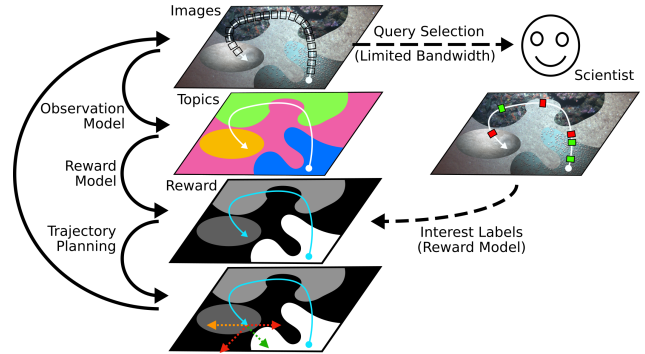 Images
Query Selection
(Limited Bandwidth)
Scientist
Observation
Model
Topics
Reward
Model
Reward
Trajectory
Planning
Interest Labels
(Reward Model)